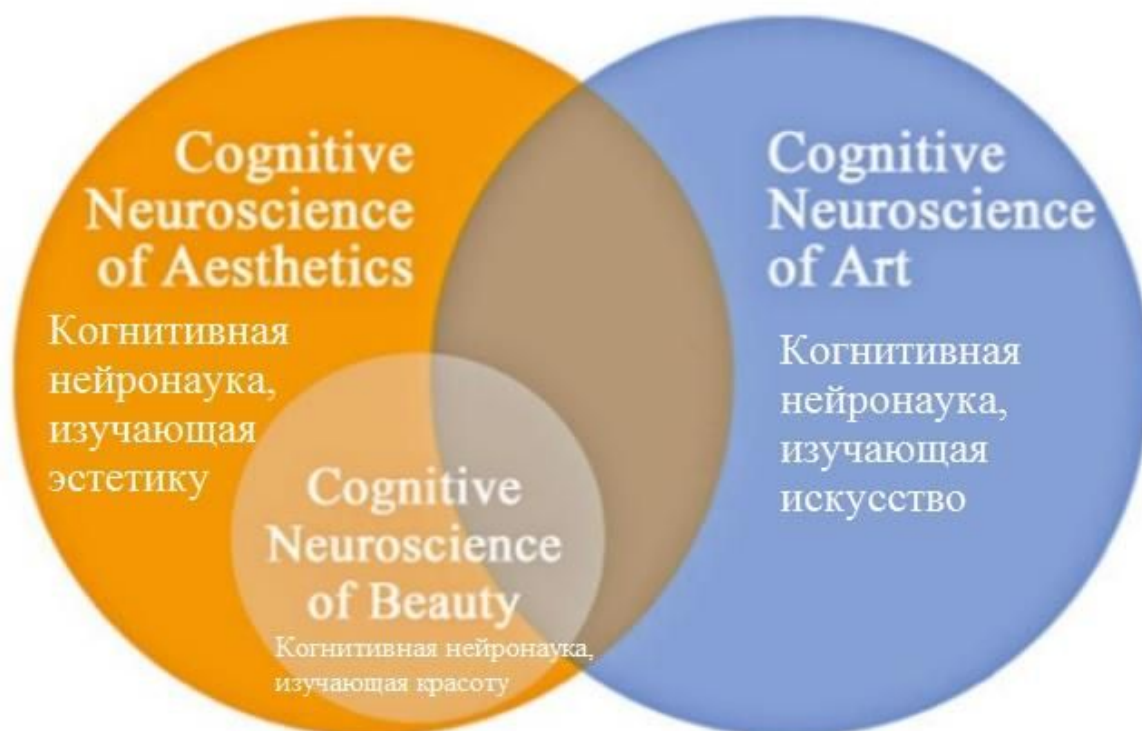 Cognitive
Neuroscience
of Aesthetics
Когнитивная
нейронаука,
изучающая
эстетику
Cognitive
Neuroscience
of Beauty
Когнитивная нейронаука,
изучающая красоту
Cognitive
Neuroscience
of Art
Когнитивная
нейронаука,
изучающая
искусство